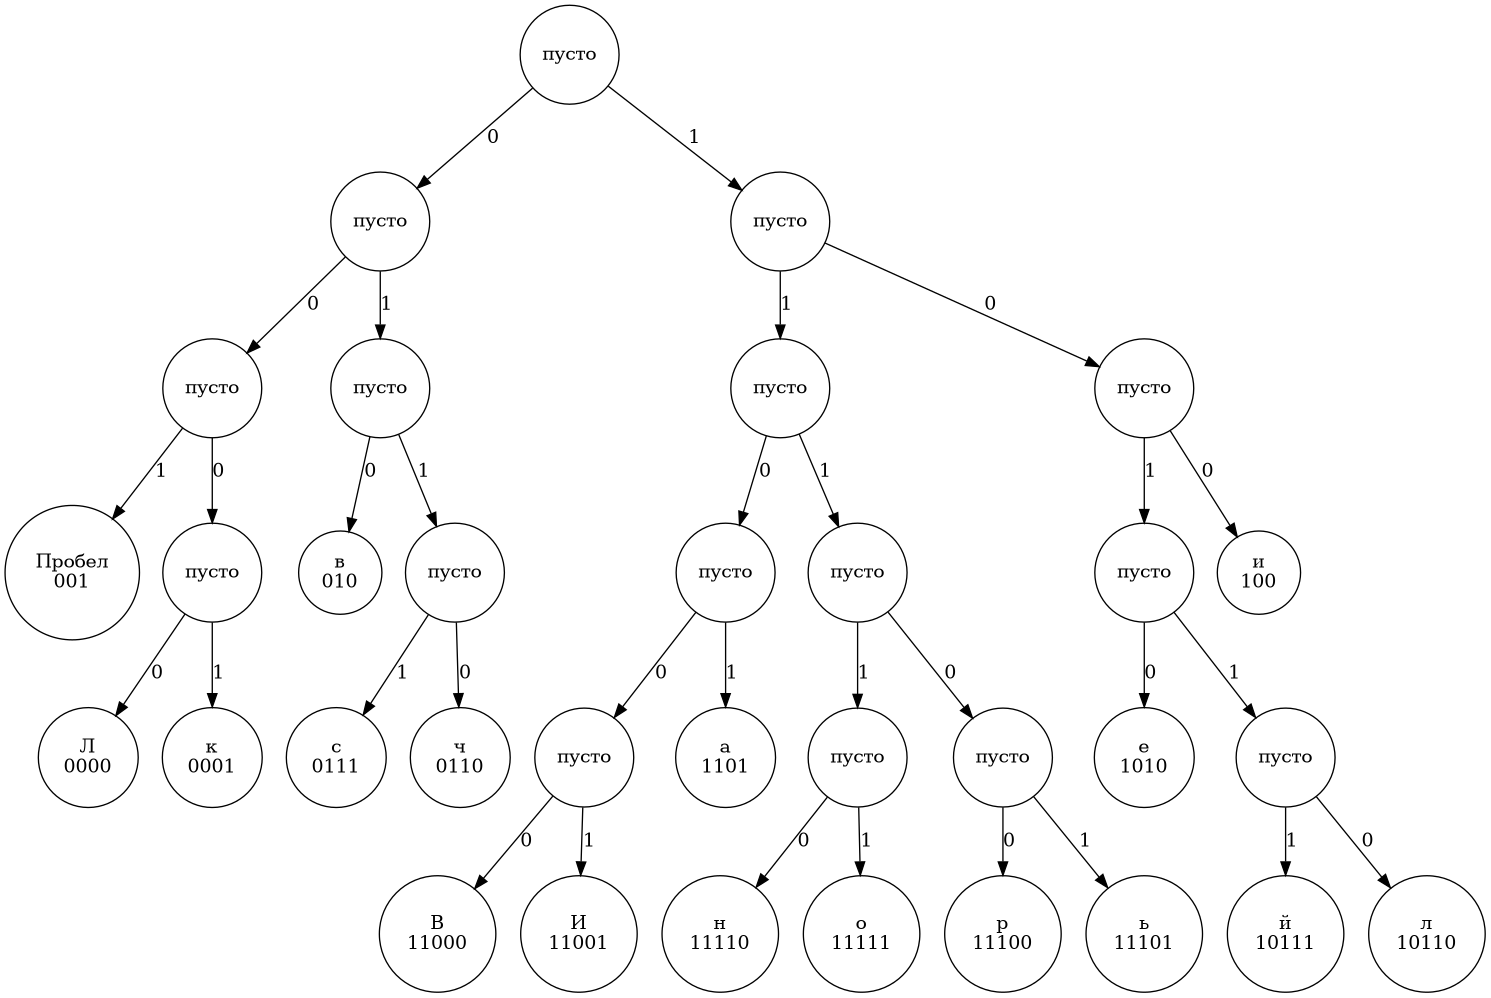 пусто
0
1
пусто
пусто
0
1
1
0
пусто
пусто
пусто
пусто
1
0
0
1
0
1
1
0
Пробел
001
пусто
в
010
пусто
пусто
пусто
пусто
и
100
0
1
1
0
0
1
1
0
0
1
Л
0000
к
0001
с
0111
ч
0110
пусто
а
1101
пусто
пусто
е
1010
пусто
0
1
0
1
0
1
1
0
В
11000
И
11001
н
11110
о
11111
р
11100
ь
11101
й
10111
л
10110